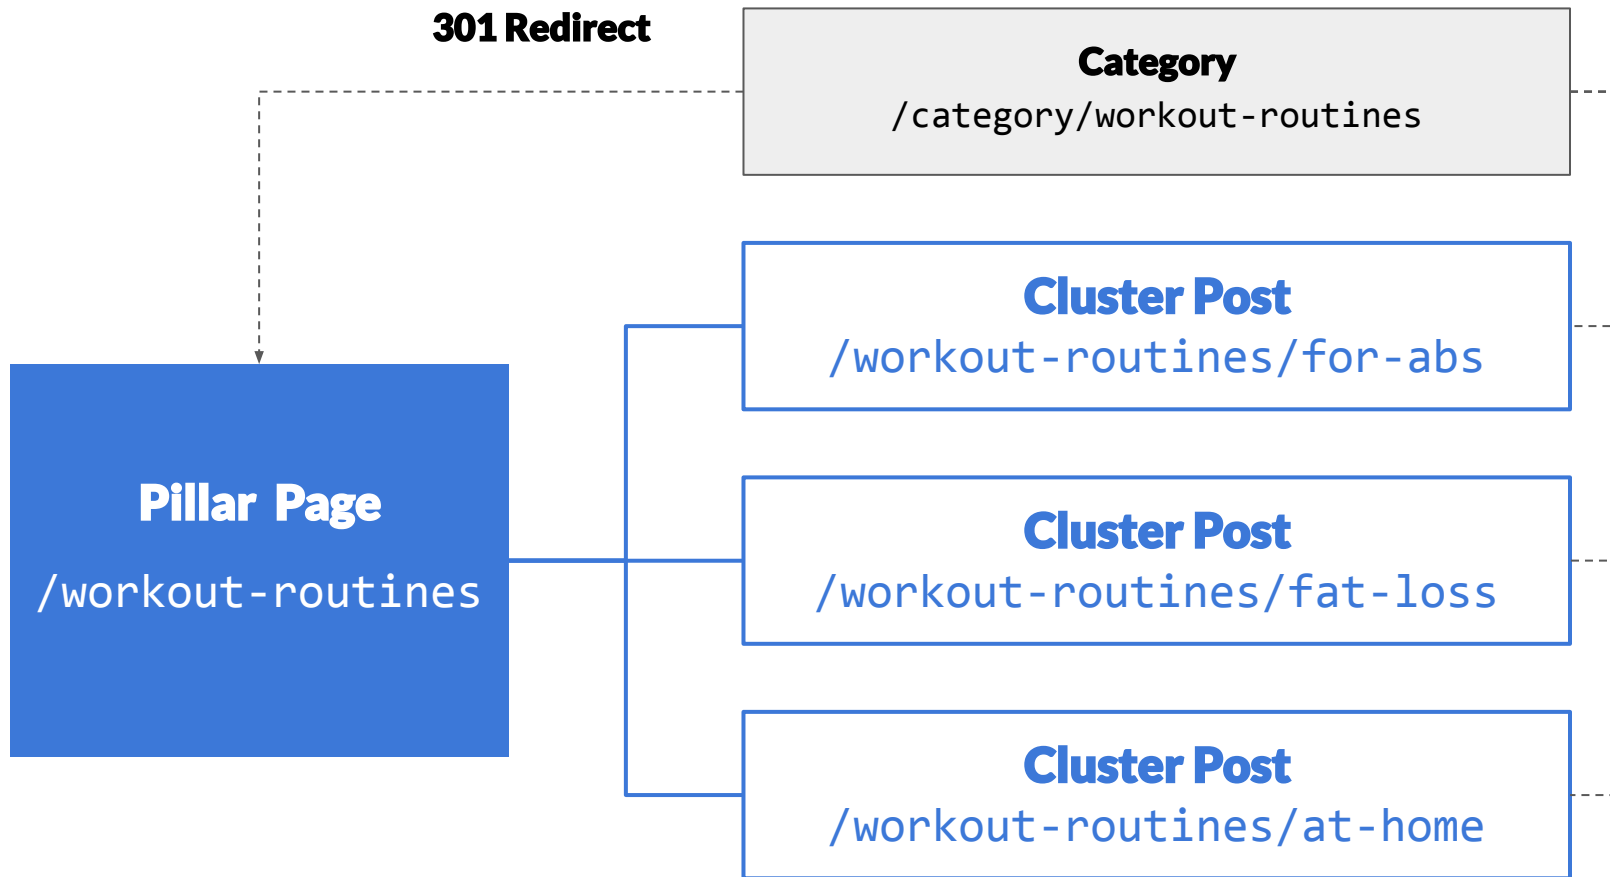 301 Redirect
Category
/category/workout-routines
Cluster Post
/workout-routines/for-abs
Pillar Page
/workout-routines
Cluster Post
/workout-routines/fat-loss
Cluster Post
/workout-routines/at-home